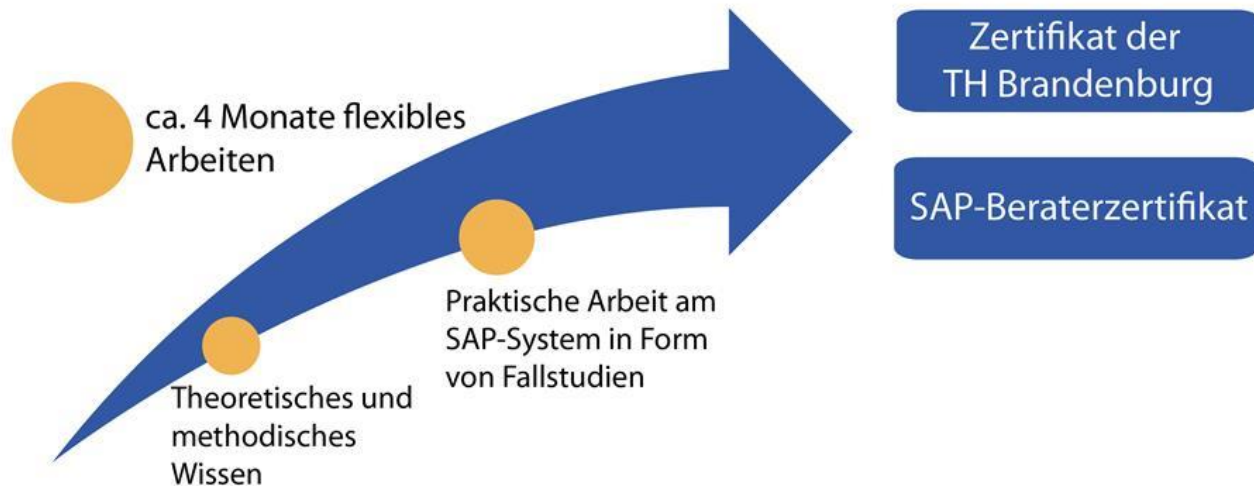 ca. 4 Monate flexibles
Arbeiten
Theoretisches und
methodisches
Wissen
Praktische Arbeit am
SAP-System in Form
von Fallstudien
Zertifikat der
TH Brandenburg
SAP-Beraterzertifikat